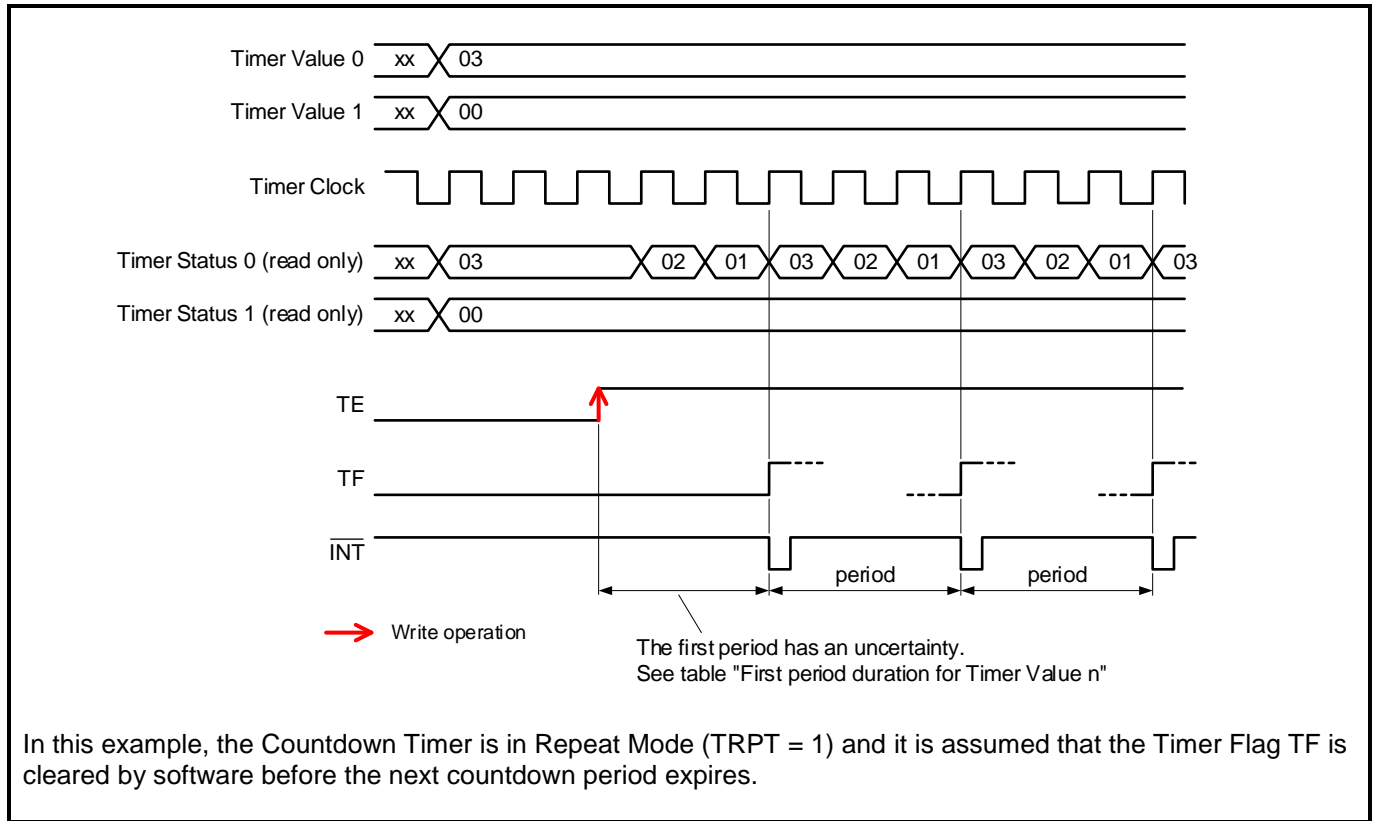 Timer Value 0 xx 03
Timer Value 1 xx 00
Timer Clock
Timer Status 0 (read only) xx 03 02 01 03 02 01 03 02 01 03
Timer Status 1 (read only) xx 00
TE
TF
INT
period period
Write operation
The first period has an uncertainty.
See table "First period duration for Timer Value n"
In this example, the Countdown Timer is in Repeat Mode (TRPT = 1) and it is assumed that the Timer Flag TF is
cleared by software before the next countdown period expires.